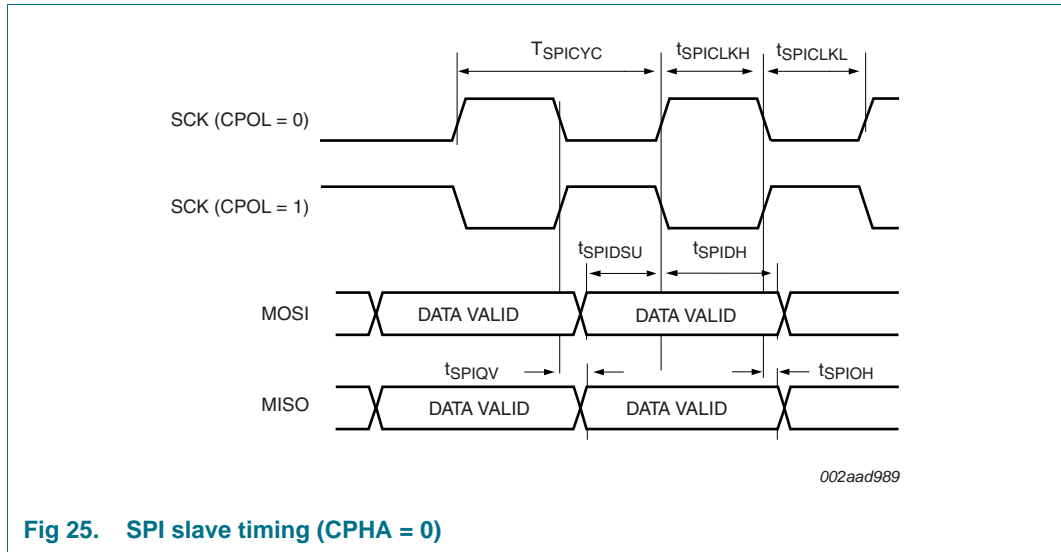 TSPICYC tSPICLKH tSPICLKL
SCK (CPOL = 0)
SCK (CPOL = 1)
tSPIDSU tSPIDH
MOSI DATA VALID DATA VALID
tSPIQV tSPIOH
MISO DATA VALID DATA VALID
002aad989
Fig 25. SPI slave timing (CPHA = 0)